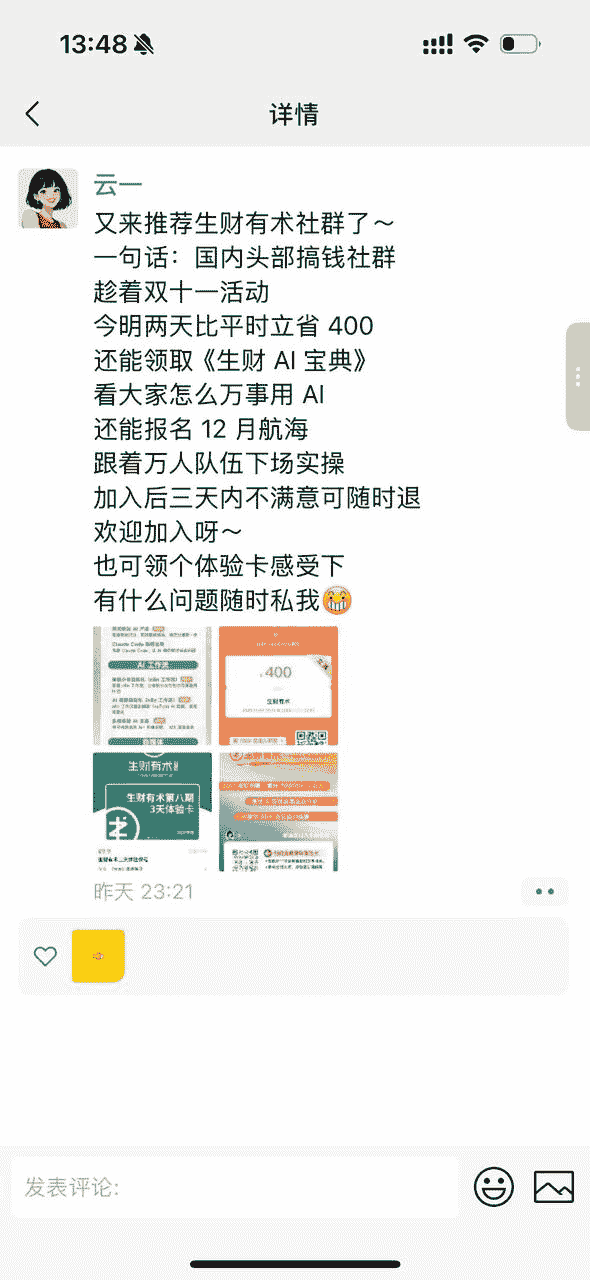 13:48
详情
云一
又来推荐生财有术社群了～
一句话：国内头部搞钱社群
趁着双十一活动
今明两天比平时立省 400
还能领取《生财 AI 宝典》
看大家怎么万事用 AI
还能报名 12 月航海
跟着万人队伍下场实操
加入后三天内不满意可随时退
欢迎加入呀～
也可领个体验卡感受下
有什么问题随时私我
AI 工作流
400
生财有术
生财有术
生财有术第八期
3天体验卡
昨天 23:21
发表评论: